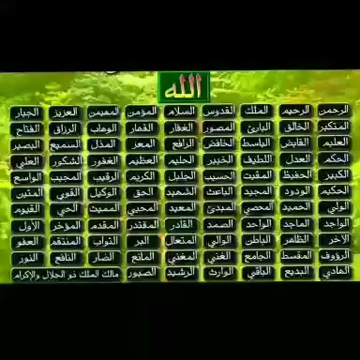 الله
الرحمن الرحيم الملك القدوس السلام المؤمن المهيمن العزيز الجبار
المتكبر الخالق البارئ المصور الغفار القهار الوهاب الرزاق الفتاح
العليم القابض الباسط الخافض الرافع المعز المذل السميع البصير
الحكم العدل اللطيف الخبير الحليم العظيم الغفور الشكور العلي
الكبير الحفيظ المقيت الحسيب الجليل الكريم الرقيب المجيب الواسع
الحكيم الودود المجيد الباعث الشهيد الحق الوكيل القوي المتين
الولي الحميد المحصي المبدئ المعيد المحيي المميت الحي القيوم
الواجد الماجد الواحد الصمد القادر المقتدر المقدم المؤخر الأول
الآخر الظاهر الباطن الوالي المتعال البر التواب المنتقم العفو
الرؤوف المقسط الجامع الغني المغني المانع الضار النافع النور
الهادي البديع الباقي الوارث الرشيد الصبور مالك الملك ذو الجلال والإكرام